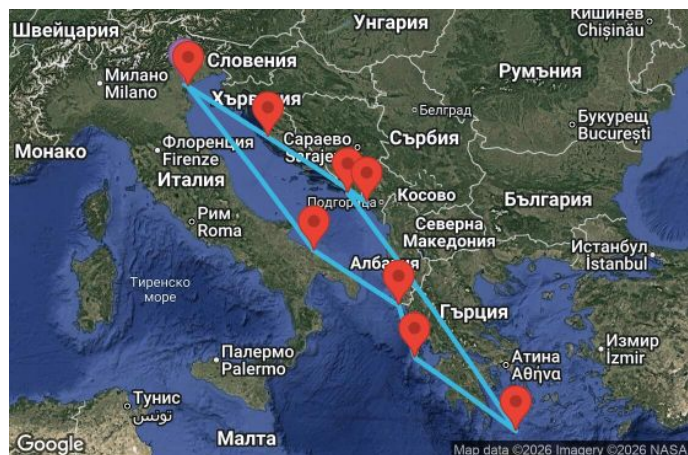 Швейцария
Унгария
Кишинев
Chișinău
Словения
Милано
Milano
Румъния
Хърватия
Белград
Букурещ
București
Флоренция
Firenze
Сараево
Sarajevo
Сърбия
Монако
Италия
Косово
България
Подгорица
Рим
Roma
Северна
Македония
Истанбул
İstanbul
Албания
Тиренско
море
Гърция
Измир
İzmir
Палермо
Palermo
Атина
Αθήνα
Тунис
تونس
Малта
Google
Map data ©2026 Imagery ©2026 NASA